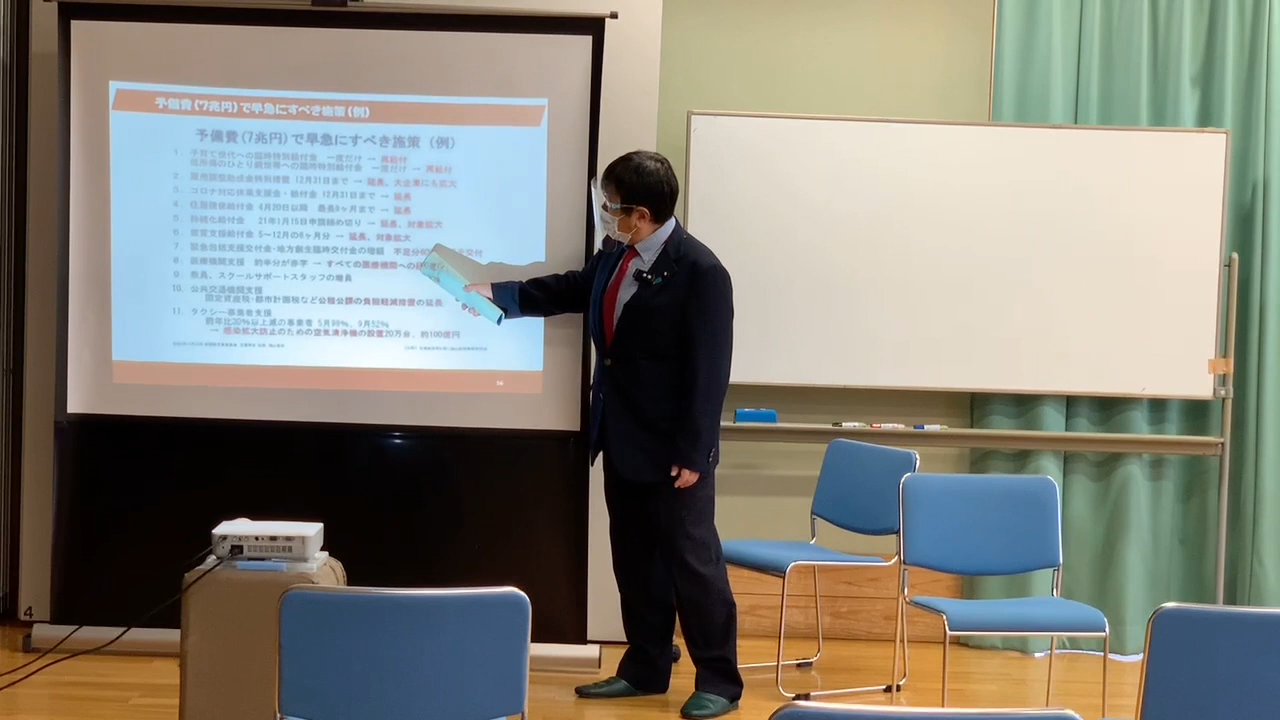 予備費(7兆円)で早急にすべき施策(例)
予備費(7兆円)で早急にすべき施策(例)
1. 子育て世代への臨時特別給付金 一度だけ → 再給付
低所得のひとり親世帯への臨時特別給付金 一度だけ → 再給付
2. 雇用調整助成金特例措置 12月31日まで → 延長、大企業にも拡大
3. コロナ対応休業支援金・給付金 12月31日まで → 延長
4. 住居確保給付金 4月20日以降 最長9ヶ月まで → 延長
5. 持続化給付金 21年1月15日申請締め切り → 延長、対象拡大
6. 家賃支援給付金 5～12月の6ヶ月分 → 延長、対象拡大
7. 緊急包括支援交付金・地方創生臨時交付金の増額 不足分 交付
8. 医療機関支援 約半分が赤字 → すべての医療機関への
9. 教員、スクールサポートスタッフの増員
10. 公共交通機関支援
固定資産税・都市計画税など公租公課の負担軽減措置の延長
11. タクシー事業者支援
前年比30%以上減の事業者 5月99%、9月52%
→ 感染拡大防止のための空気清浄機の設置20万台、約100億円
4